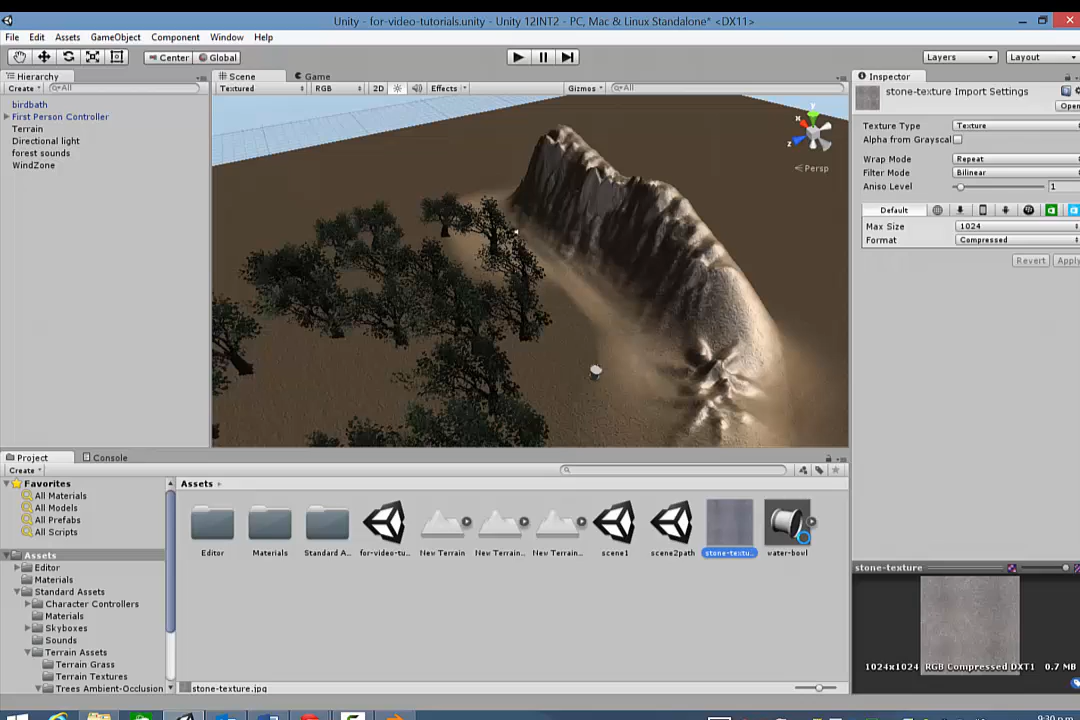 Unity - for-video-tutorials.unity - Unity 12INT2 - PC, Mac & Linux Standalone* <DX11>
File Edit Assets GameObject Component Window Help
Center Global Layers Layout
Hierarchy Scene Game Inspector
Create All Textured RGB 2D Effects Gizmos All
stone-texture Import Settings
Open
birdbath
First Person Controller
Terrain
Directional light
forest sounds
WindZone
y
x
z
Persp
Texture Type Texture
Alpha from Grayscal
Wrap Mode Repeat
Filter Mode Bilinear
Aniso Level 1
Default
Max Size 1024
Format Compressed
Revert Apply
Project Console
Create
Favorites
All Materials
All Models
All Prefabs
All Scripts
Assets
Editor
Materials
Standard Assets
Character Controllers
Materials
Skyboxes
Sounds
Terrain Assets
Terrain Grass
Terrain Textures
Trees Ambient-Occlusion
Assets
Editor Materials Standard A... for-video-tu... New Terrain New Terrain... New Terrain... scene1 scene2path stone-textu... water-bowl
stone-texture.jpg
stone-texture
1024x1024 RGB Compressed DXT1 0.7 MB